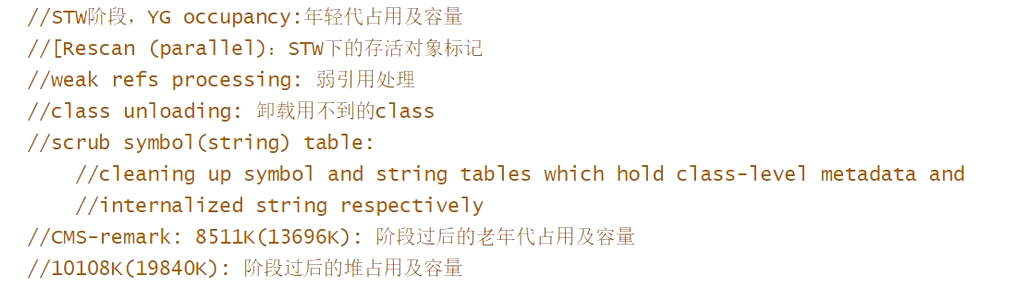 //STW阶段，YG occupancy:年轻代占用及容量
//[Rescan (parallel)：STW下的存活对象标记
//weak refs processing: 弱引用处理
//class unloading: 卸载用不到的class
//scrub symbol(string) table:
//cleaning up symbol and string tables which hold class-level metadata and
//internalized string respectively
//CMS-remark: 8511K(13696K): 阶段过后的老年代占用及容量
//10108K(19840K): 阶段过后的堆占用及容量